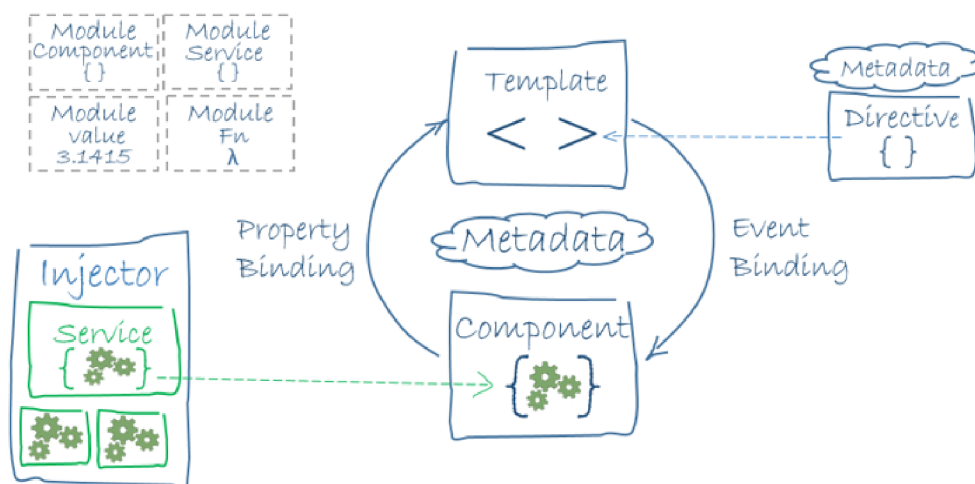 Module
Component
{ }
Module
Service
{ }
Module
value
3.1415
Module
Fn
λ
Template
< >
Metadata
Directive
{ }
Property
Binding
Metadata
Event
Binding
Injector
Service
{ }
Component
{ }